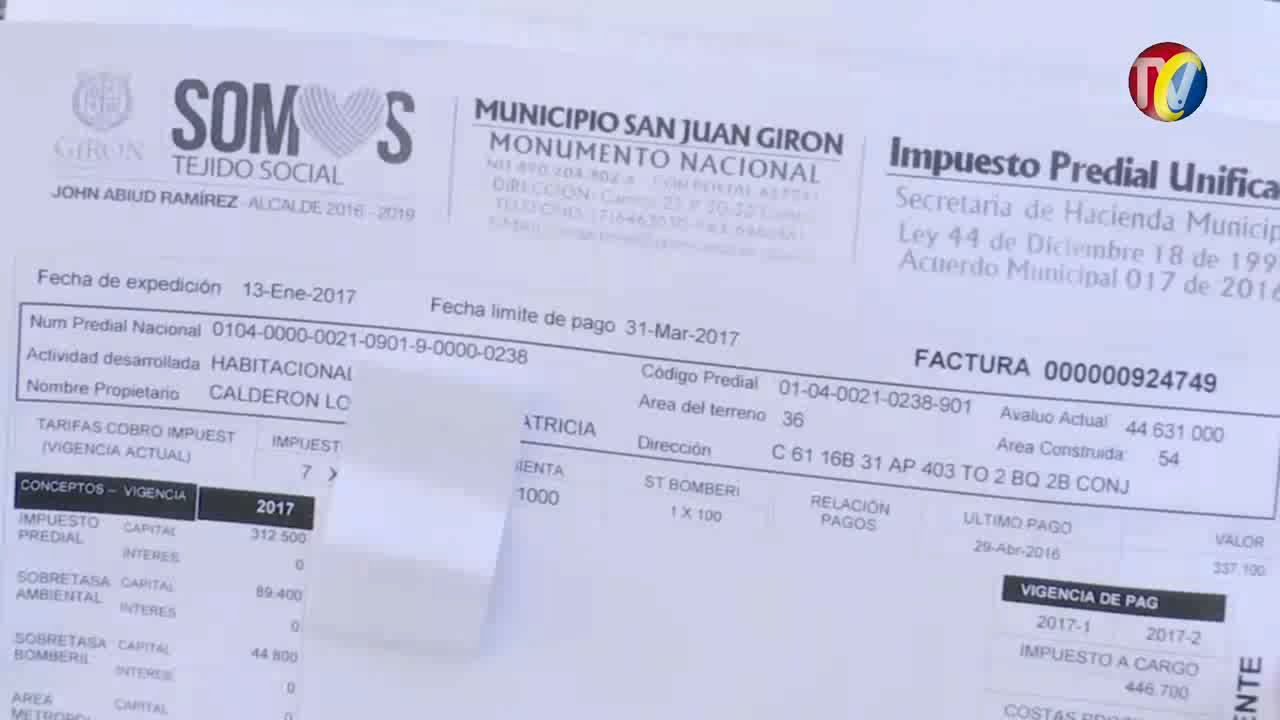 TVC
GIRON
SOMOS
TEJIDO SOCIAL
JOHN ABIUD RAMÍREZ - ALCALDE 2016 - 2019
MUNICIPIO SAN JUAN GIRON
MONUMENTO NACIONAL
Impuesto Predial Unifica
Secretaria de Hacienda Municip
Ley 44 de Diciembre 18 de 199
Acuerdo Municipal 017 de 2016
Fecha de expedición 13-Ene-2017
Fecha limite de pago 31-Mar-2017
FACTURA 000000924749
Num Predial Nacional 0104-0000-0021-0901-9-0000-0238
Código Predial 01-04-0021-0238-901
Avaluo Actual 44 631 000
Actividad desarrollada HABITACIONAL
Area del terreno 36
Area Construida: 54
Nombre Propietario CALDERON LO ATRICIA
Dirección C 61 16B 31 AP 403 TO 2 BQ 2B CONJ
TARIFAS COBRO IMPUEST
(VIGENCIA ACTUAL)
IMPUEST
7 X
IENTA
1000
ST BOMBERI
1 X 100
RELACIÓN
PAGOS
ULTIMO PAGO
29-Abr-2016
VALOR
337.100
CONCEPTOS - VIGENCIA 2017
IMPUESTO PREDIAL CAPITAL 312.500
INTERES 0
SOBRETASA AMBIENTAL CAPITAL 89.400
INTERES 0
SOBRETASA BOMBERIL CAPITAL 44 800
INTERES 0
AREA
CAPITAL 0
VIGENCIA DE PAG
2017-1 2017-2
IMPUESTO A CARGO
446.700
NTE